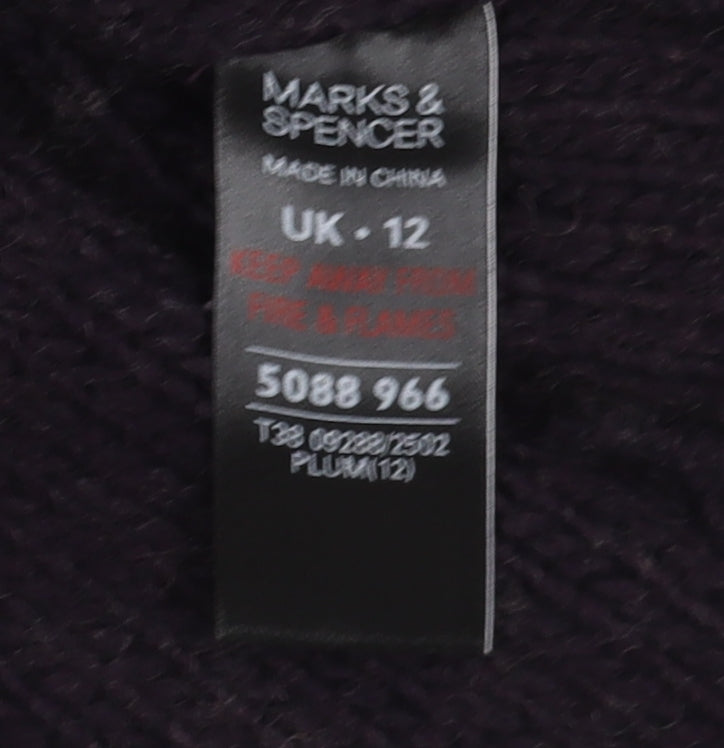 MARKS &
SPENCER
MADE IN CHINA
UK • 12
KEEP AWAY FROM
FIRE & FLAMES
5088 966
T38 09288/2502
PLUM(12)